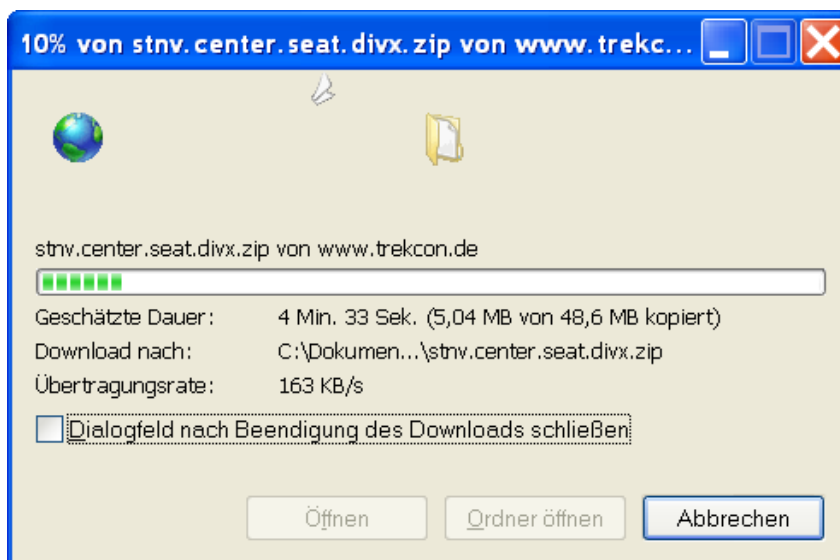 10% von stnv.center.seat.divx.zip von www.trekc...
stnv.center.seat.divx.zip von www.trekcon.de
Geschätzte Dauer: 4 Min. 33 Sek. (5,04 MB von 48,6 MB kopiert)
Download nach: C:\Dokumen...\stnv.center.seat.divx.zip
Übertragungsrate: 163 KB/s
Dialogfeld nach Beendigung des Downloads schließen
Öffnen Ordner öffnen Abbrechen